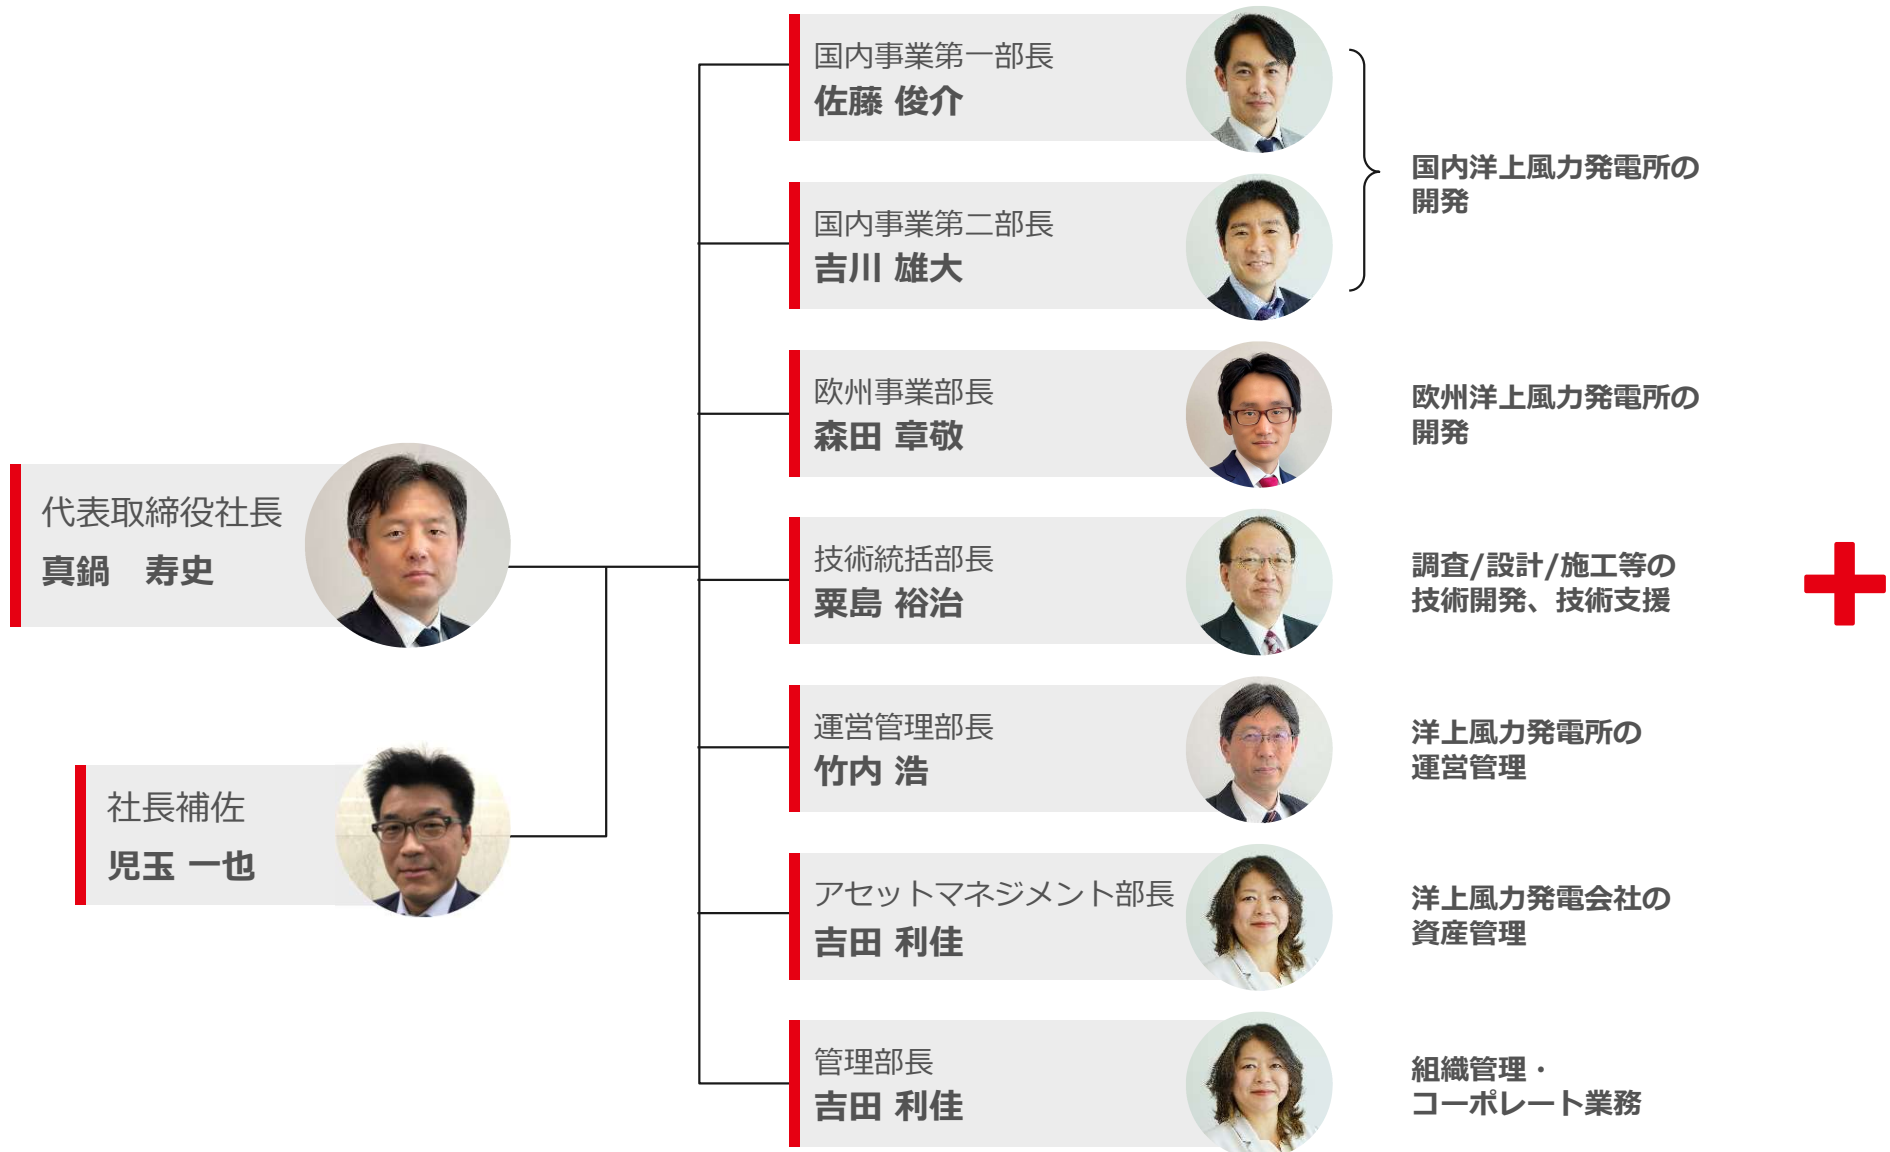 国内事業第一部長
佐藤 俊介
国内洋上風力発電所の
開発
国内事業第二部長
吉川 雄大
欧州事業部長
森田 章敬
欧州洋上風力発電所の
開発
代表取締役社長
真鍋　寿史
技術統括部長
粟島 裕治
調査/設計/施工等の
技術開発、技術支援
運営管理部長
竹内 浩
洋上風力発電所の
運営管理
社長補佐
児玉 一也
アセットマネジメント部長
吉田 利佳
洋上風力発電会社の
資産管理
管理部長
吉田 利佳
組織管理・
コーポレート業務